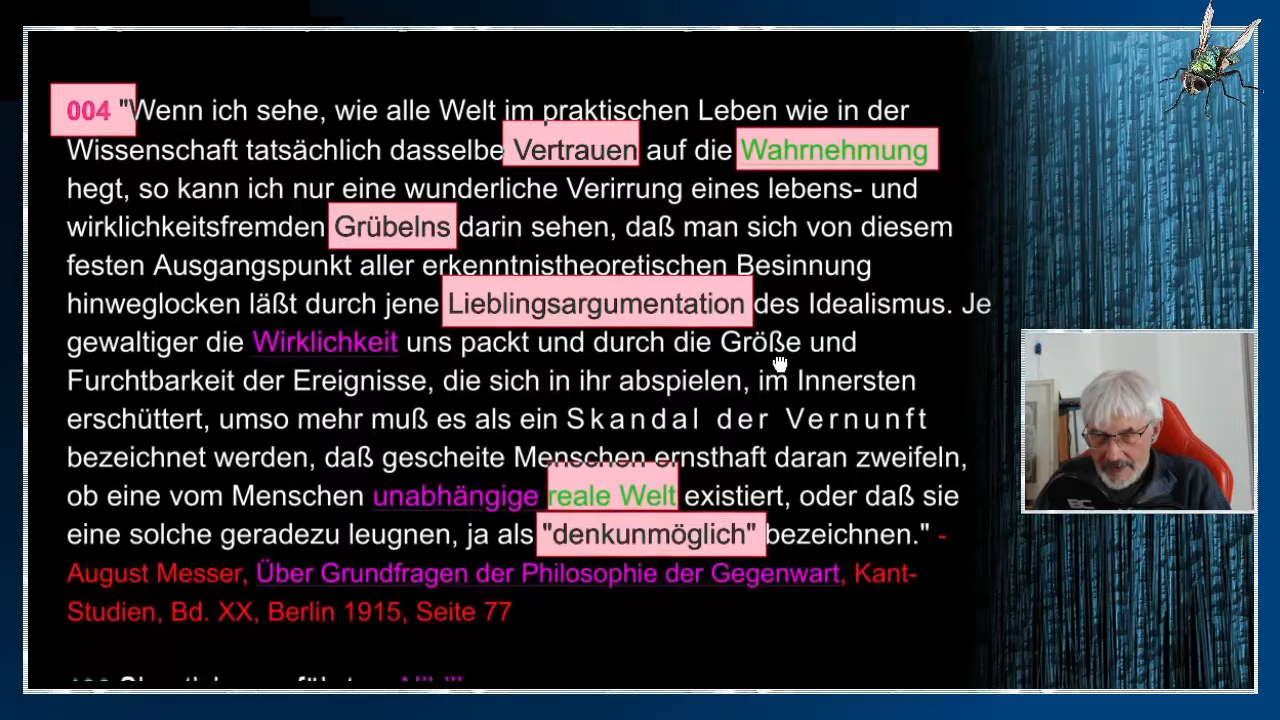 004 "Wenn ich sehe, wie alle Welt im praktischen Leben wie in der
Wissenschaft tatsächlich dasselbe Vertrauen auf die Wahrnehmung
hegt, so kann ich nur eine wunderliche Verirrung eines lebens- und
wirklichkeitsfremden Grübelns darin sehen, daß man sich von diesem
festen Ausgangspunkt aller erkenntnistheoretischen Besinnung
hinweglocken läßt durch jene Lieblingsargumentation des Idealismus. Je
gewaltiger die Wirklichkeit uns packt und durch die Größe und
Furchtbarkeit der Ereignisse, die sich in ihr abspielen, im Innersten
erschüttert, umso mehr muß es als ein Skandal der Vernunft
bezeichnet werden, daß gescheite Menschen ernsthaft daran zweifeln,
ob eine vom Menschen unabhängige reale Welt existiert, oder daß sie
eine solche geradezu leugnen, ja als "denkunmöglich" bezeichnen." -
August Messer, Über Grundfragen der Philosophie der Gegenwart, Kant-
Studien, Bd. XX, Berlin 1915, Seite 77